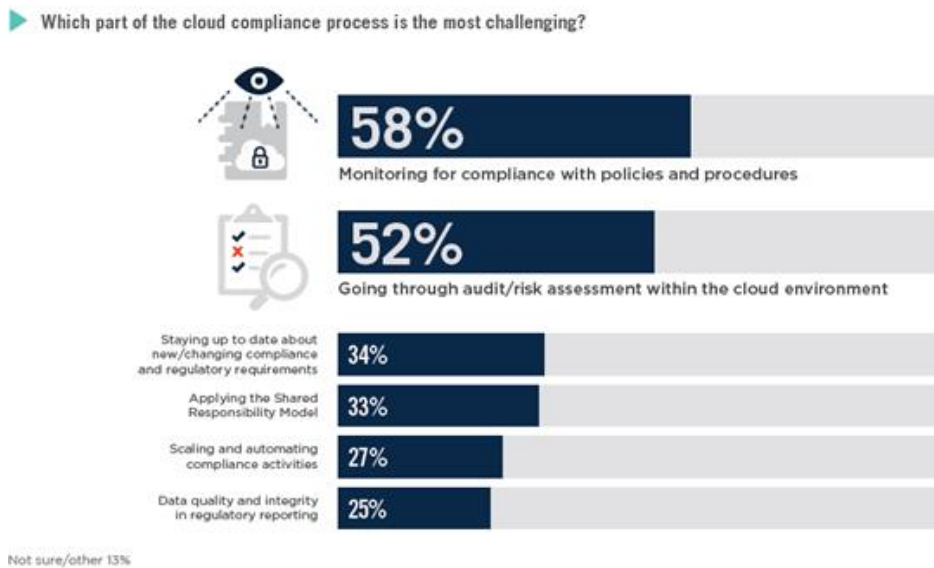 Which part of the cloud compliance process is the most challenging?
58%
Monitoring for compliance with policies and procedures
52%
Going through audit/risk assessment within the cloud environment
Staying up to date about
new/changing compliance
and regulatory requirements
34%
Applying the Shared
Responsibility Model
33%
Scaling and automating
compliance activities
27%
Data quality and integrity
in regulatory reporting
25%
Not sure/other 13%